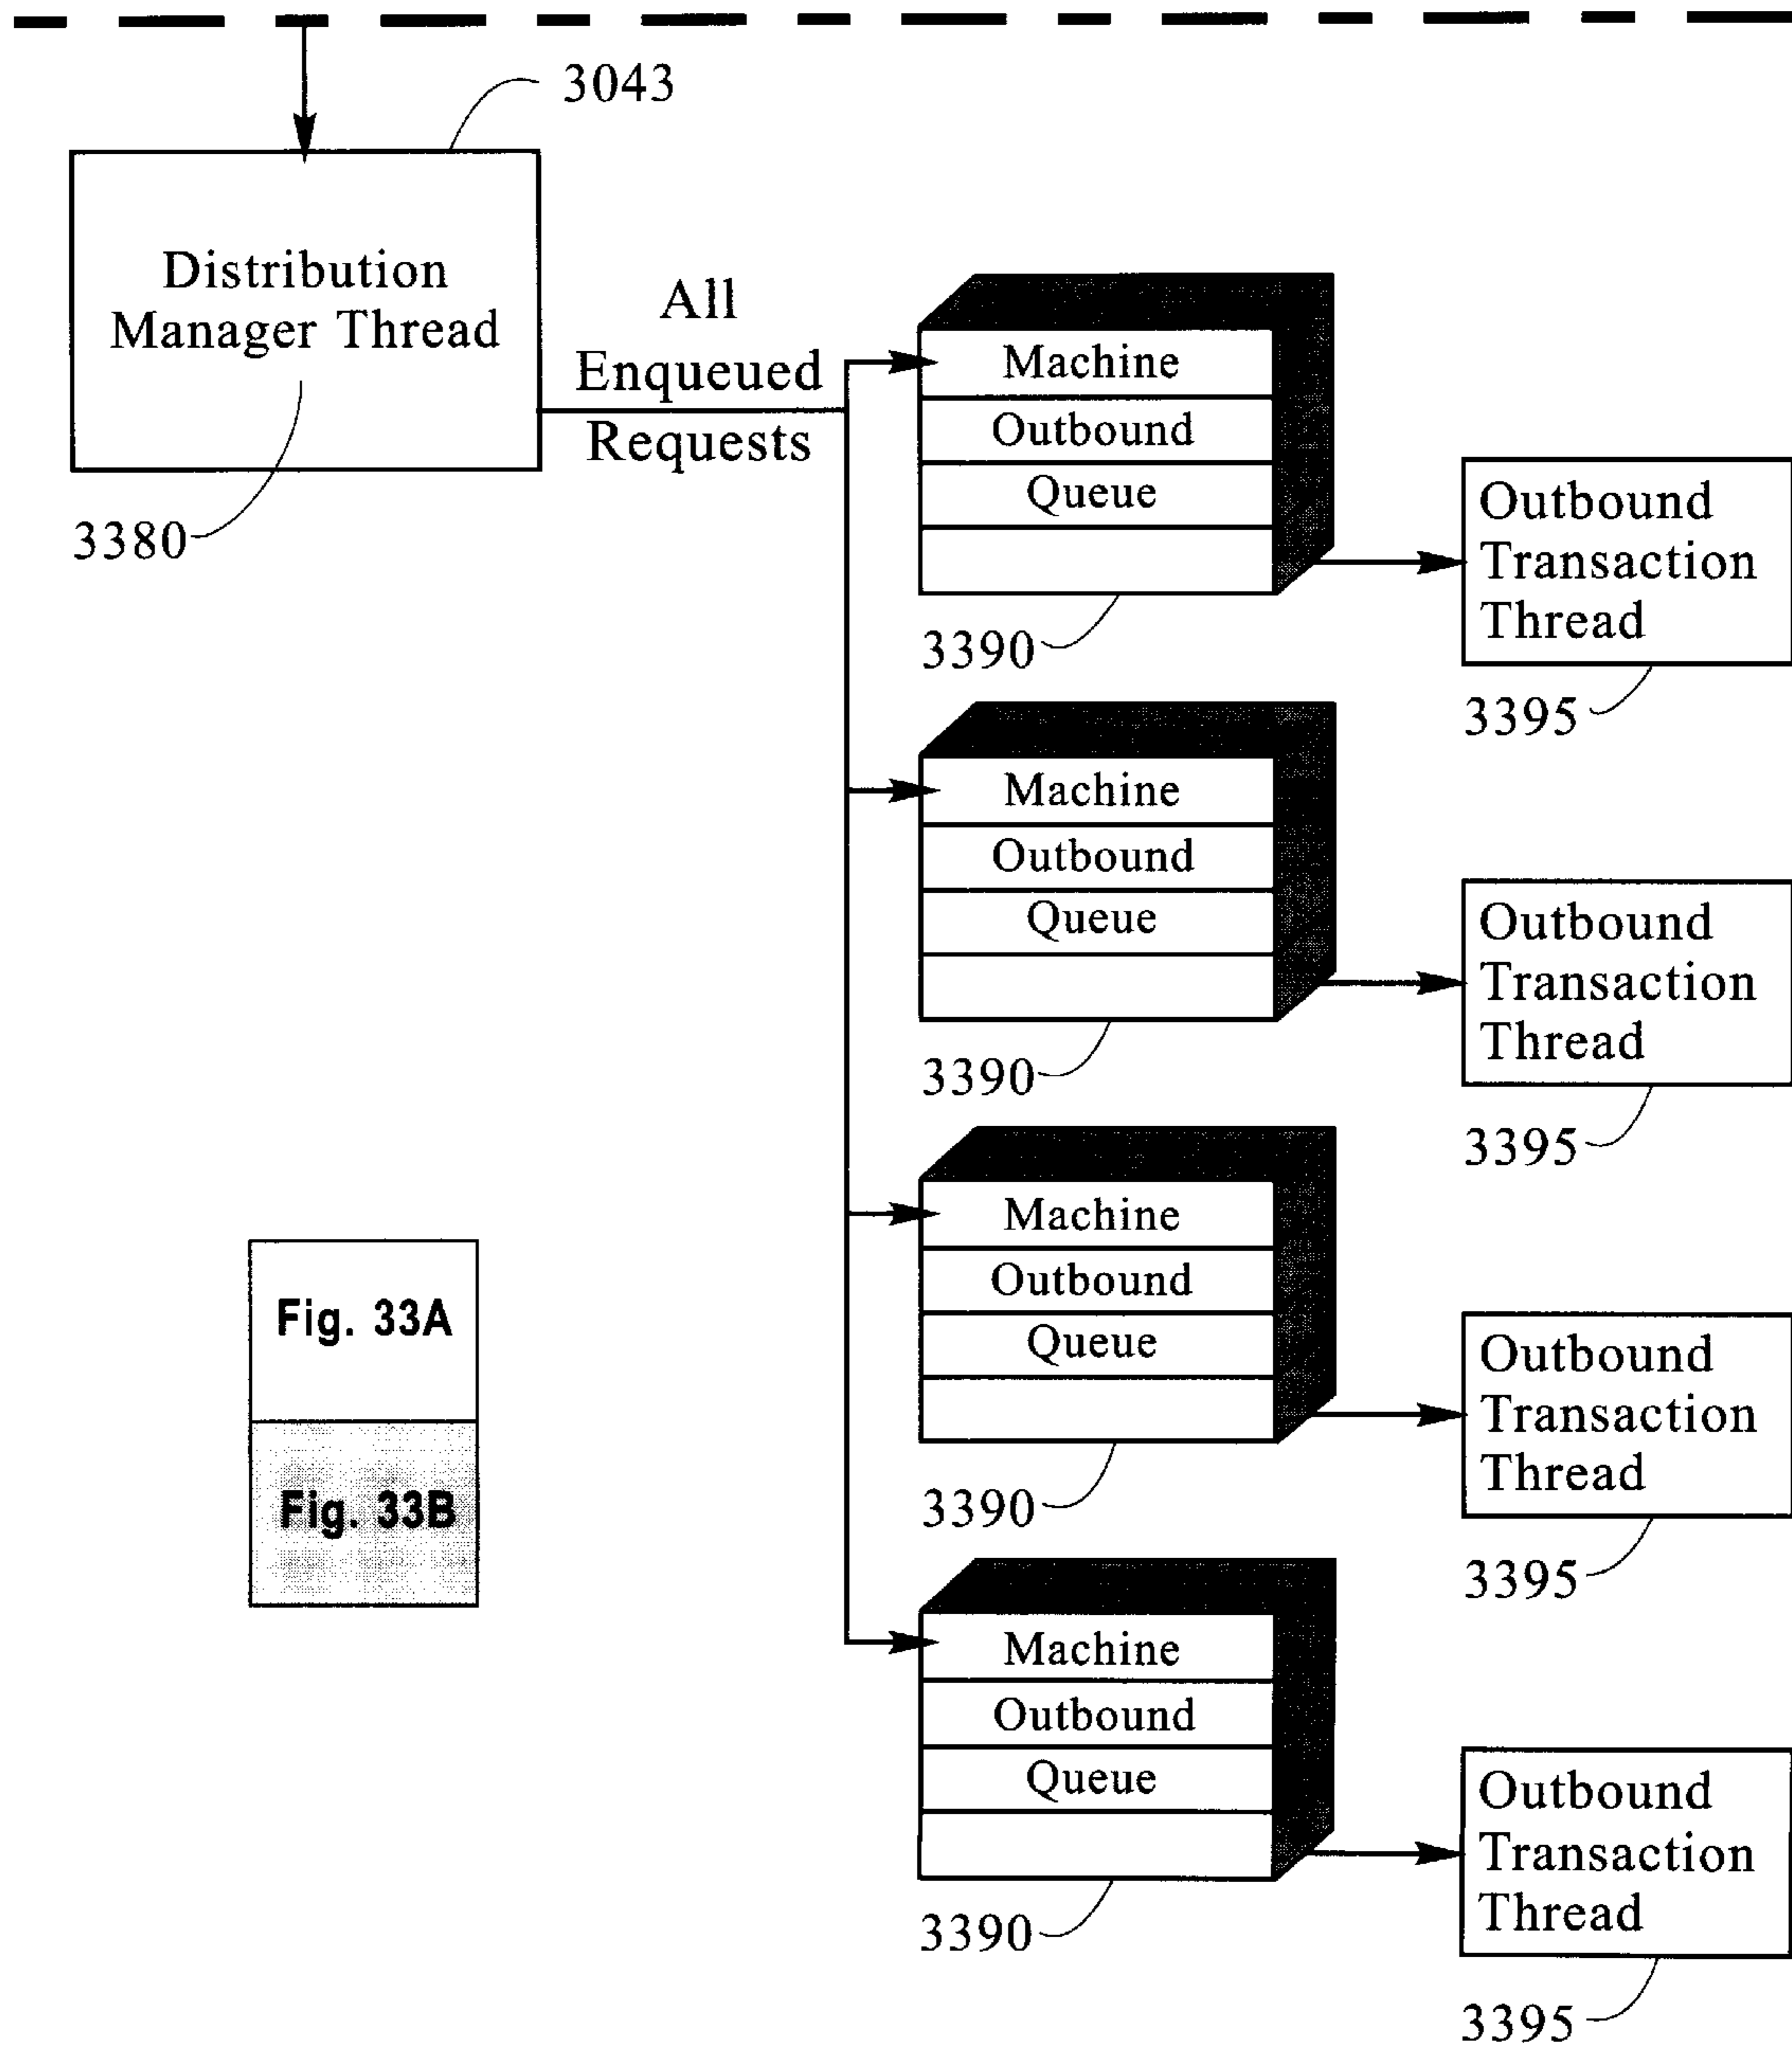 3043
Distribution
Manager Thread
3380
All
Enqueued
Requests
Machine
Outbound
Queue
3390
Outbound
Transaction
Thread
3395
Machine
Outbound
Queue
3390
Outbound
Transaction
Thread
3395
Machine
Outbound
Queue
3390
Outbound
Transaction
Thread
3395
Machine
Outbound
Queue
3390
Outbound
Transaction
Thread
3395
Fig. 33A
Fig. 33B